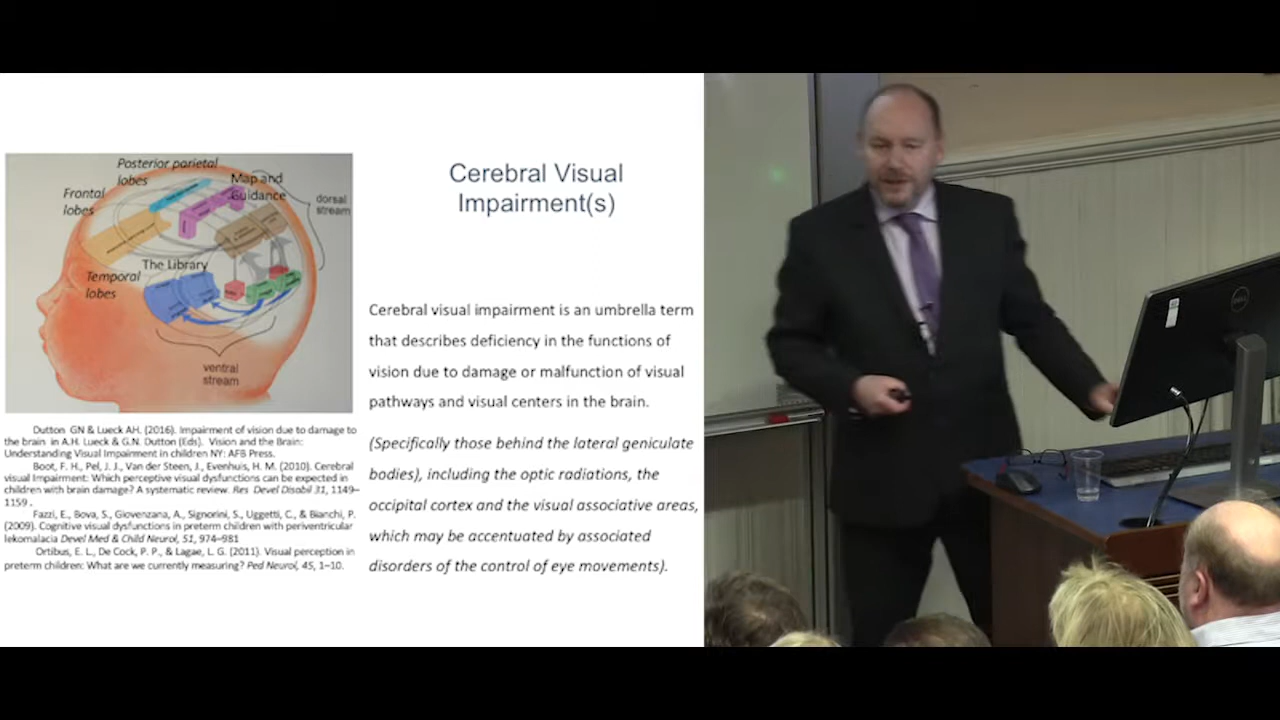 Cerebral Visual
Impairment(s)
Posterior parietal
lobes
Map and
Guidance
Frontal
lobes
dorsal
stream
The Library
Temporal
lobes
ventral
stream
Dutton GN & Lueck AH. (2016). Impairment of vision due to damage to
the brain in A.H. Lueck & G.N. Dutton (Eds). Vision and the Brain:
Understanding Visual Impairment in children NY: AFB Press.
Boot, F. H., Pel, J. J., Van der Steen, J., Evenhuis, H. M. (2010). Cerebral
visual Impairment: Which perceptive visual dysfunctions can be expected in
children with brain damage? A systematic review. Res Devel Disabil 31, 1149–
1159 .
Fazzi, E., Bova, S., Giovenzana, A., Signorini, S., Uggetti, C., & Bianchi, P.
(2009). Cognitive visual dysfunctions in preterm children with periventricular
lekomalacia Devel Med & Child Neurol, 51, 974–981
Ortibus, E. L., De Cock, P. P., & Lagae, L. G. (2011). Visual perception in
preterm children: What are we currently measuring? Ped Neurol, 45, 1–10.
Cerebral visual impairment is an umbrella term
that describes deficiency in the functions of
vision due to damage or malfunction of visual
pathways and visual centers in the brain.
(Specifically those behind the lateral geniculate
bodies), including the optic radiations, the
occipital cortex and the visual associative areas,
which may be accentuated by associated
disorders of the control of eye movements).
DELL